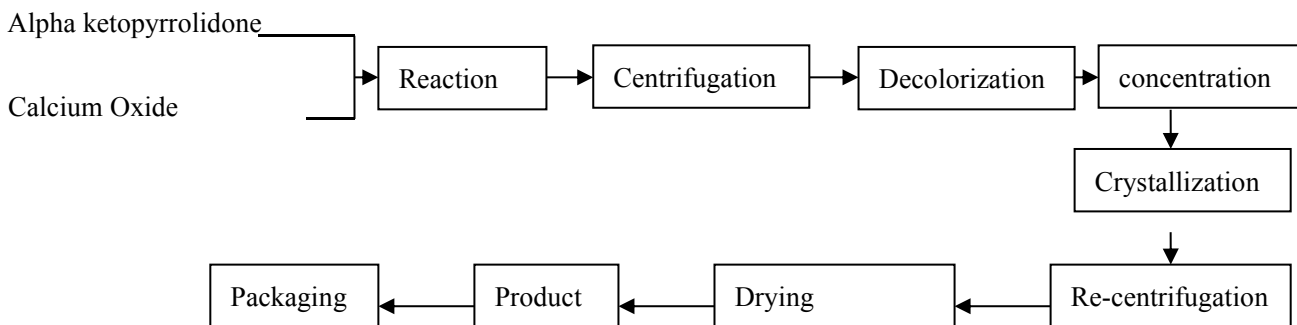 Alpha ketopyrrolidone
Calcium Oxide
Reaction
Centrifugation
Decolorization
concentration
Crystallization
Re-centrifugation
Drying
Product
Packaging